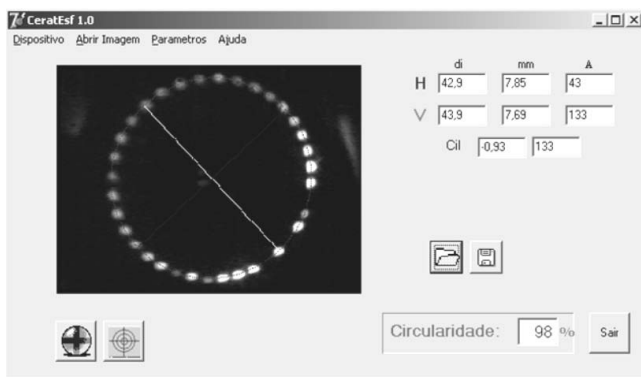 CeratEsf 1.0
Dispositivo Abrir Imagem Parametros Ajuda
di mm A
H 42,9 7,85 43
V 43,9 7,69 133
Cil -0,93 133
Circularidade: 98 %
Sair